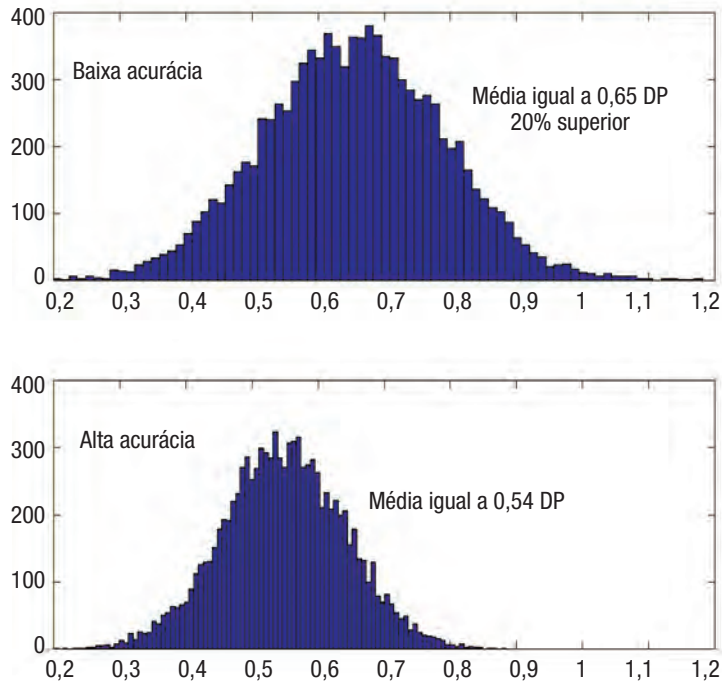 400
300
200
100
0
Baixa acurácia
Média igual a 0,65 DP
20% superior
0,2 0,3 0,4 0,5 0,6 0,7 0,8 0,9 1,0 1,1 1,2
400
300
200
100
0
Alta acurácia
Média igual a 0,54 DP
0,2 0,3 0,4 0,5 0,6 0,7 0,8 0,9 1 1,1 1,2